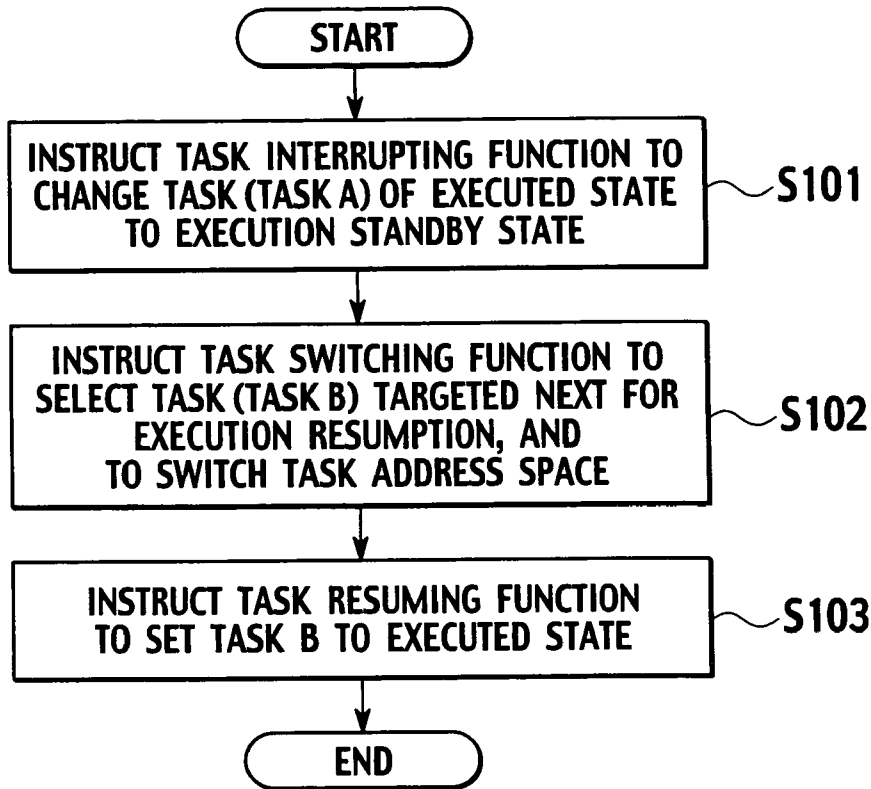 START
INSTRUCT TASK INTERRUPTING FUNCTION TO
CHANGE TASK (TASK A) OF EXECUTED STATE
TO EXECUTION STANDBY STATE
S101
INSTRUCT TASK SWITCHING FUNCTION TO
SELECT TASK (TASK B) TARGETED NEXT FOR
EXECUTION RESUMPTION, AND
TO SWITCH TASK ADDRESS SPACE
S102
INSTRUCT TASK RESUMING FUNCTION
TO SET TASK B TO EXECUTED STATE
S103
END